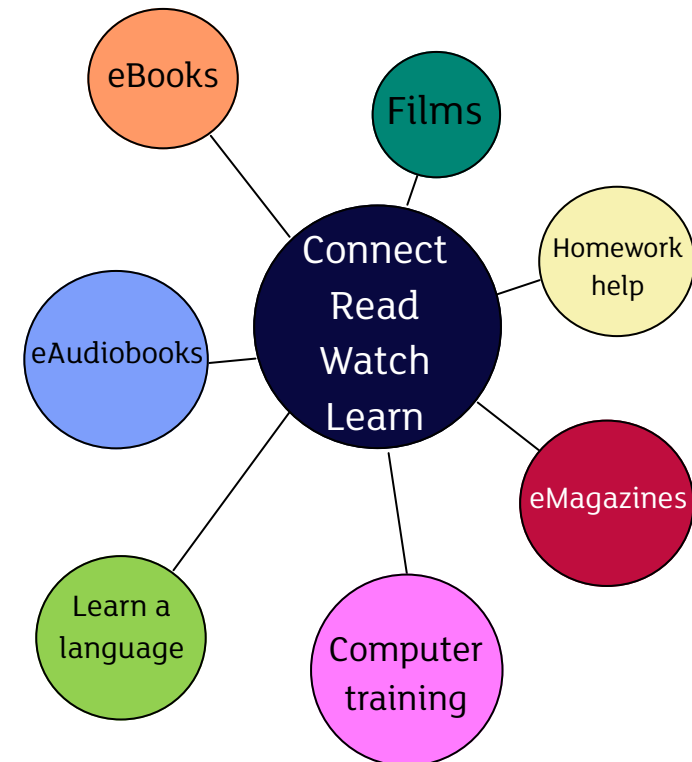 eBooks
Films
Connect
Read
Watch
Learn
Homework
help
eAudiobooks
eMagazines
Learn a
language
Computer
training